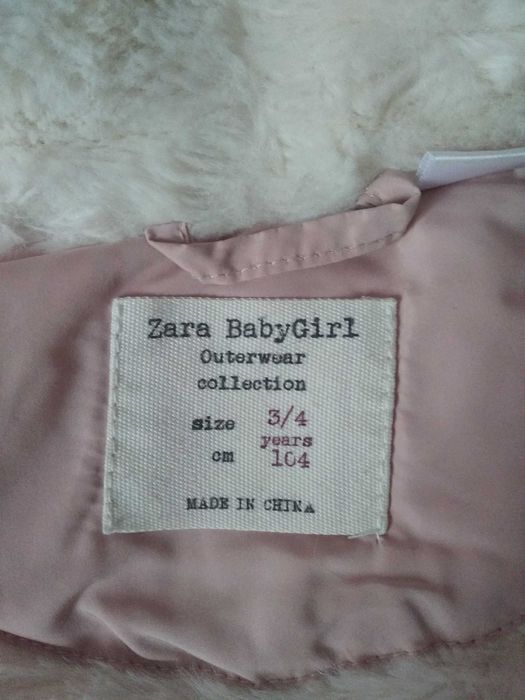 Zara BabyGirl
Outerwear
collection
size 3/4
years
cm 104
MADE IN CHINA